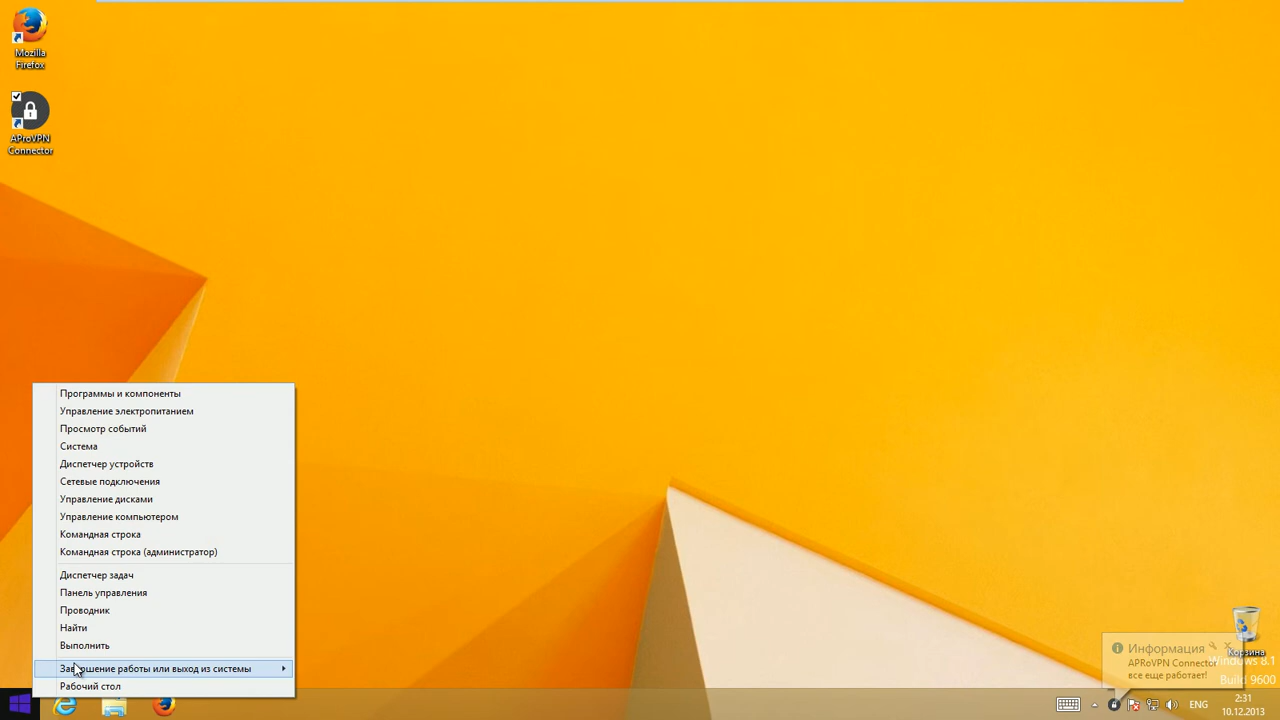 Mozilla
Firefox
AProVPN
Connector
Программы и компоненты
Управление электропитанием
Просмотр событий
Система
Диспетчер устройств
Сетевые подключения
Управление дисками
Управление компьютером
Командная строка
Командная строка (администратор)
Диспетчер задач
Панель управления
Проводник
Найти
Выполнить
Завершение работы или выход из системы
Рабочий стол
Информация
APRoVPN Connector
все еще работает!
Корзина
Windows 8.1
Build 9600
ENG
2:31
10.12.2013